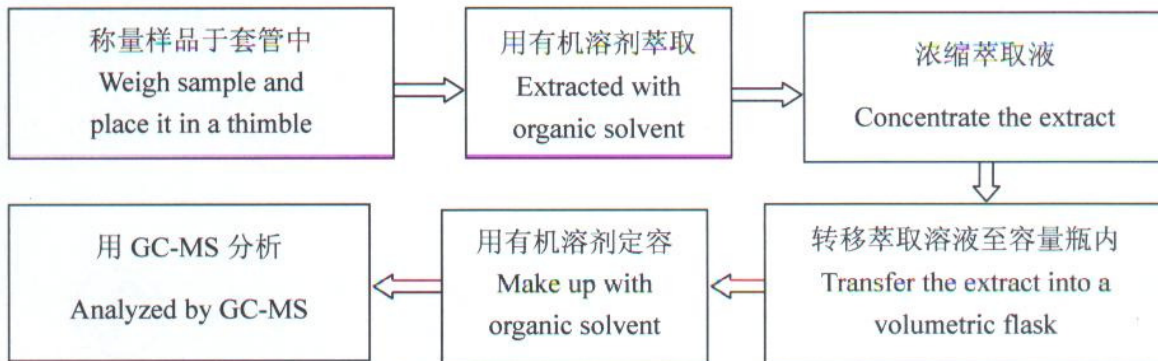 称量样品于套管中
Weigh sample and
place it in a thimble
用有机溶剂萃取
Extracted with
organic solvent
浓缩萃取液
Concentrate the extract
转移萃取溶液至容量瓶内
Transfer the extract into a
volumetric flask
用有机溶剂定容
Make up with
organic solvent
用 GC-MS 分析
Analyzed by GC-MS